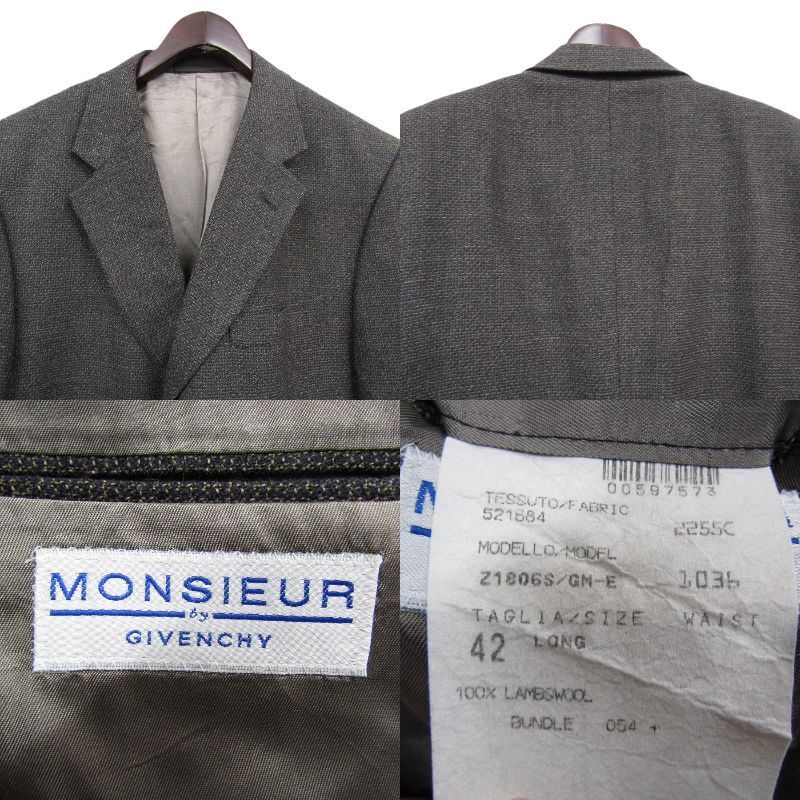 MONSIEUR
by
GIVENCHY
00597573
TESSUTO/FABRIC
521684 2255C
MODELLO/MODEL
Z1806S/GM-E 1036
TAGLIA/SIZE WAIST
42 LONG
100% LAMBSWOOL
BUNDLE 054 +
M